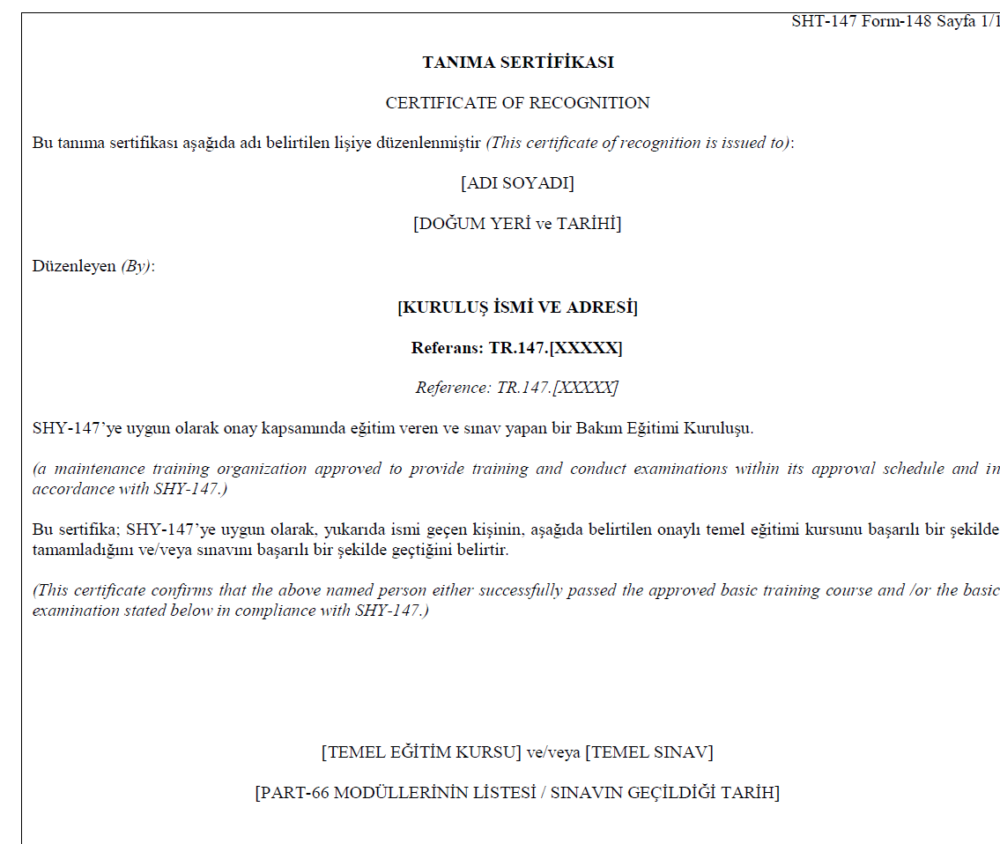 SHT-147 Form-148 Sayfa 1/1
TANIMA SERTİFİKASI
CERTIFICATE OF RECOGNITION
Bu tanıma sertifikası aşağıda adı belirtilen lişiye düzenlenmiştir (This certificate of recognition is issued to):
[ADI SOYADI]
[DOĞUM YERİ ve TARİHİ]
Düzenleyen (By):
[KURULUŞ İSMİ VE ADRESİ]
Referans: TR.147.[XXXXX]
Reference: TR.147.[XXXXX]
SHY-147’ye uygun olarak onay kapsamında eğitim veren ve sınav yapan bir Bakım Eğitimi Kuruluşu.
(a maintenance training organization approved to provide training and conduct examinations within its approval schedule and in
accordance with SHY-147.)
Bu sertifika; SHY-147’ye uygun olarak, yukarıda ismi geçen kişinin, aşağıda belirtilen onaylı temel eğitimi kursunu başarılı bir şekilde
tamamladığını ve/veya sınavını başarılı bir şekilde geçtiğini belirtir.
(This certificate confirms that the above named person either successfully passed the approved basic training course and /or the basic
examination stated below in compliance with SHY-147.)
[TEMEL EĞİTİM KURSU] ve/veya [TEMEL SINAV]
[PART-66 MODÜLLERİNİN LİSTESİ / SINAVIN GEÇİLDİĞİ TARİH]